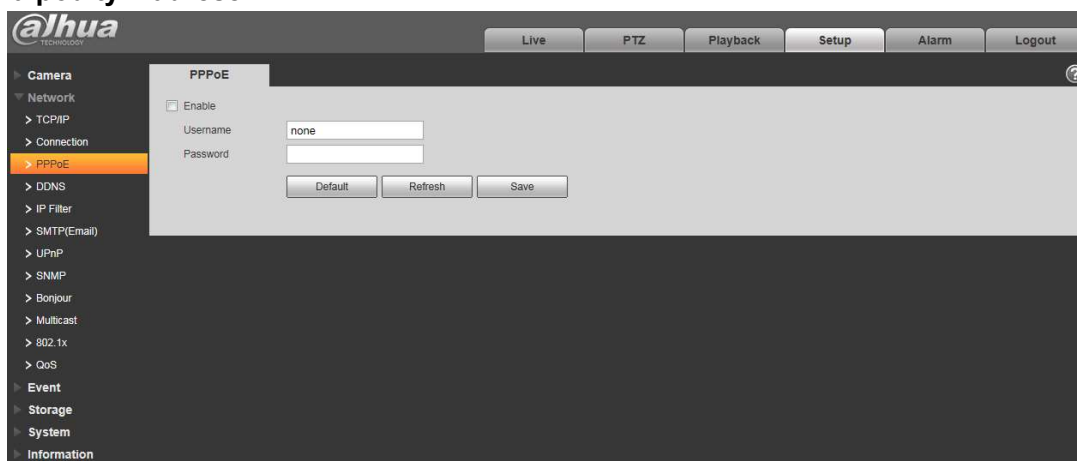 alhua
TECHNOLOGY
Live
PTZ
Playback
Setup
Alarm
Logout
Camera
PPPoE
?
Network
Enable
> TCP/IP
Username
none
> Connection
Password
> PPPoE
Default
Refresh
Save
> DDNS
> IP Filter
> SMTP(Email)
> UPnP
> SNMP
> Bonjour
> Multicast
> 802.1x
> QoS
Event
Storage
System
Information